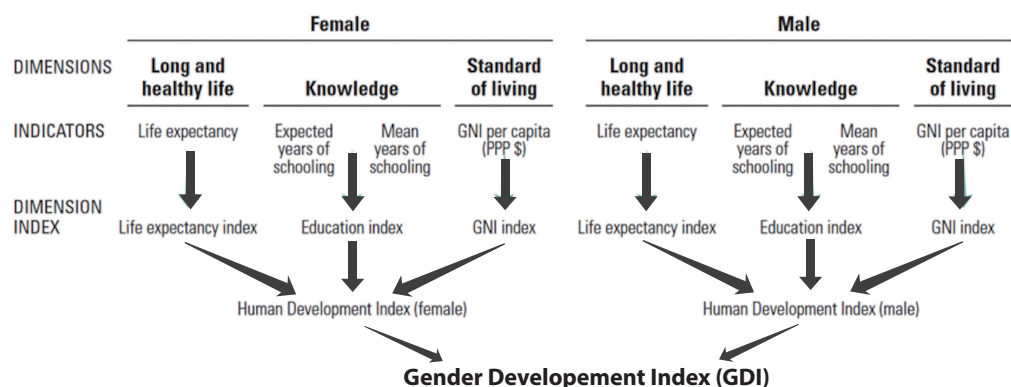 Female Male
DIMENSIONS Long and healthy life Knowledge Standard of living Long and healthy life Knowledge Standard of living
INDICATORS Life expectancy Expected years of schooling Mean years of schooling GNI per capita (PPP $) Life expectancy Expected years of schooling Mean years of schooling GNI per capita (PPP $)
DIMENSION INDEX Life expectancy index Education index GNI index Life expectancy index Education index GNI index
Human Development Index (female) Human Development Index (male)
Gender Developement Index (GDI)